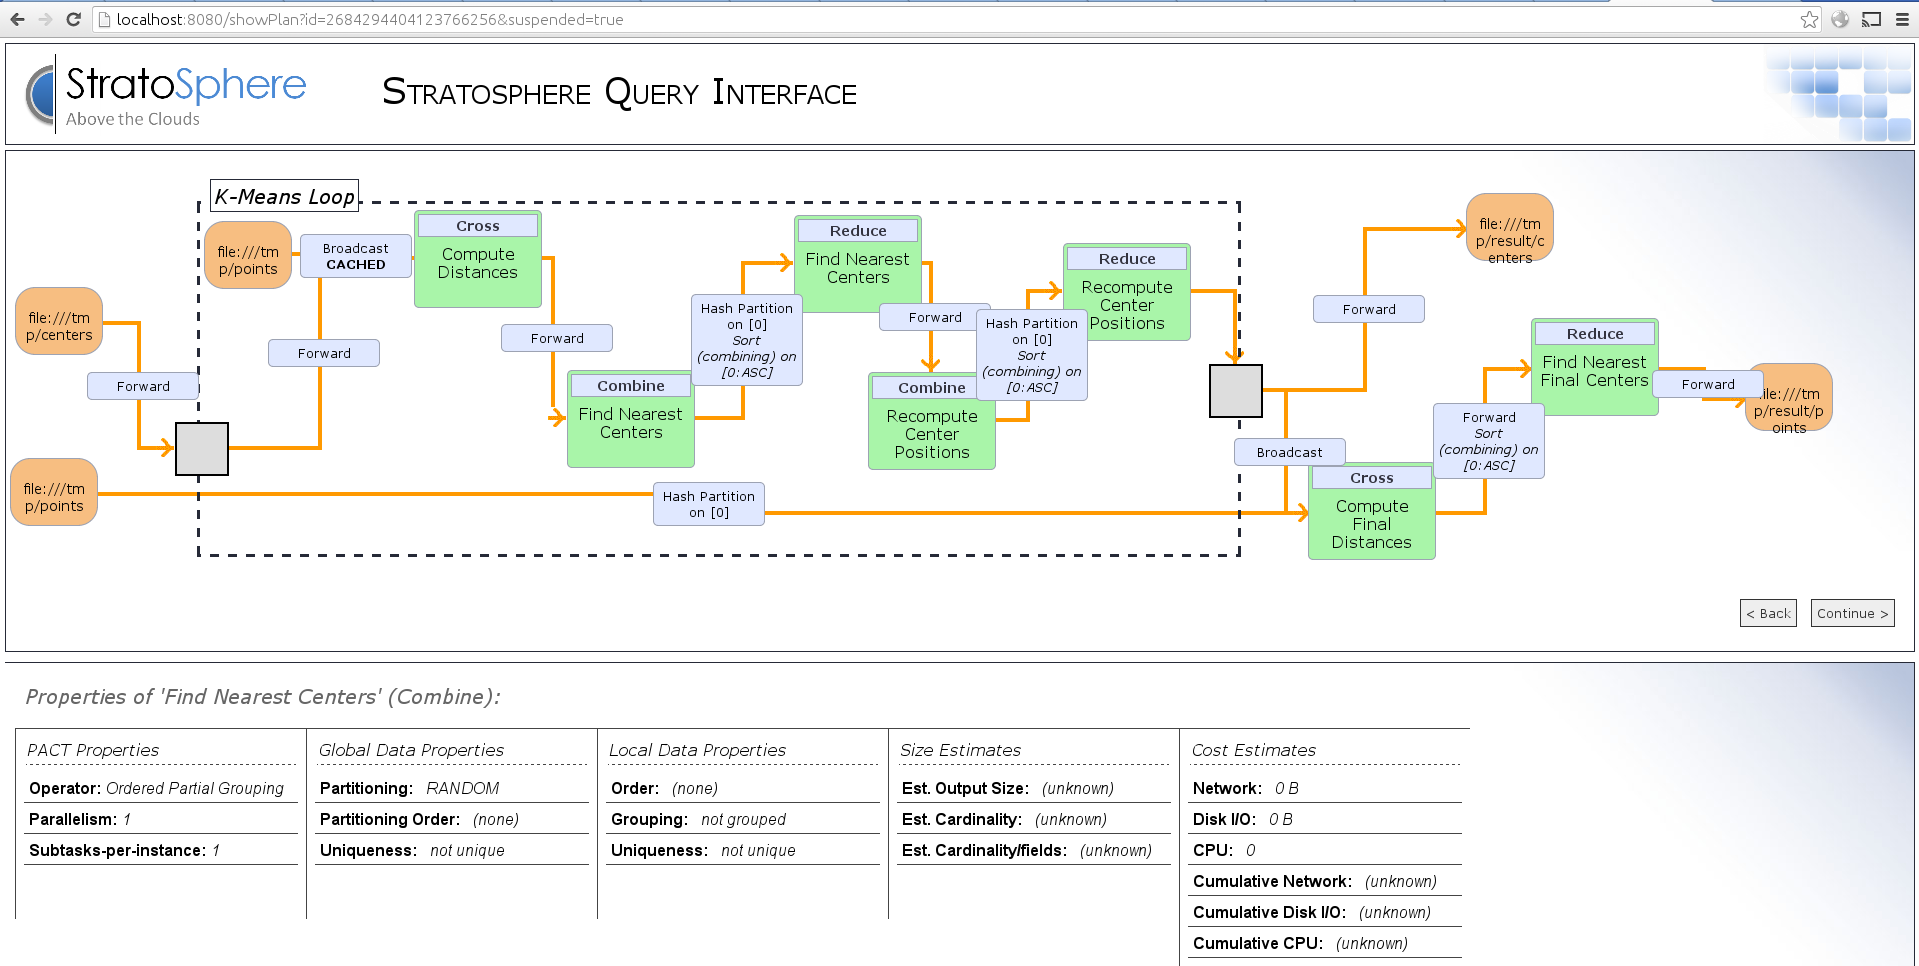 localhost:8080/showPlan?id=2684294404123766256&suspended=true
StratoSphere
Above the Clouds
STRATOSPHERE QUERY INTERFACE
K-Means Loop
file:///tm
p/points
Broadcast
CACHED
Cross
Compute
Distances
Reduce
Find Nearest
Centers
Reduce
Recompute
Center
Positions
file:///tm
p/result/c
enters
file:///tm
p/centers
Forward
Forward
Forward
Hash Partition
on [0]
Sort
(combining) on
[0:ASC]
Forward
Hash Partition
on [0]
Sort
(combining) on
[0:ASC]
Forward
Reduce
Find Nearest
Final Centers
Forward
file:///tm
p/result/p
oints
Combine
Find Nearest
Centers
Combine
Recompute
Center
Positions
Broadcast
Forward
Sort
(combining) on
[0:ASC]
file:///tm
p/points
Hash Partition
on [0]
Cross
Compute
Final
Distances
< Back
Continue >
Properties of 'Find Nearest Centers' (Combine):
PACT Properties
Operator: Ordered Partial Grouping
Parallelism: 1
Subtasks-per-instance: 1
Global Data Properties
Partitioning: RANDOM
Partitioning Order: (none)
Uniqueness: not unique
Local Data Properties
Order: (none)
Grouping: not grouped
Uniqueness: not unique
Size Estimates
Est. Output Size: (unknown)
Est. Cardinality: (unknown)
Est. Cardinality/fields: (unknown)
Cost Estimates
Network: 0 B
Disk I/O: 0 B
CPU: 0
Cumulative Network: (unknown)
Cumulative Disk I/O: (unknown)
Cumulative CPU: (unknown)